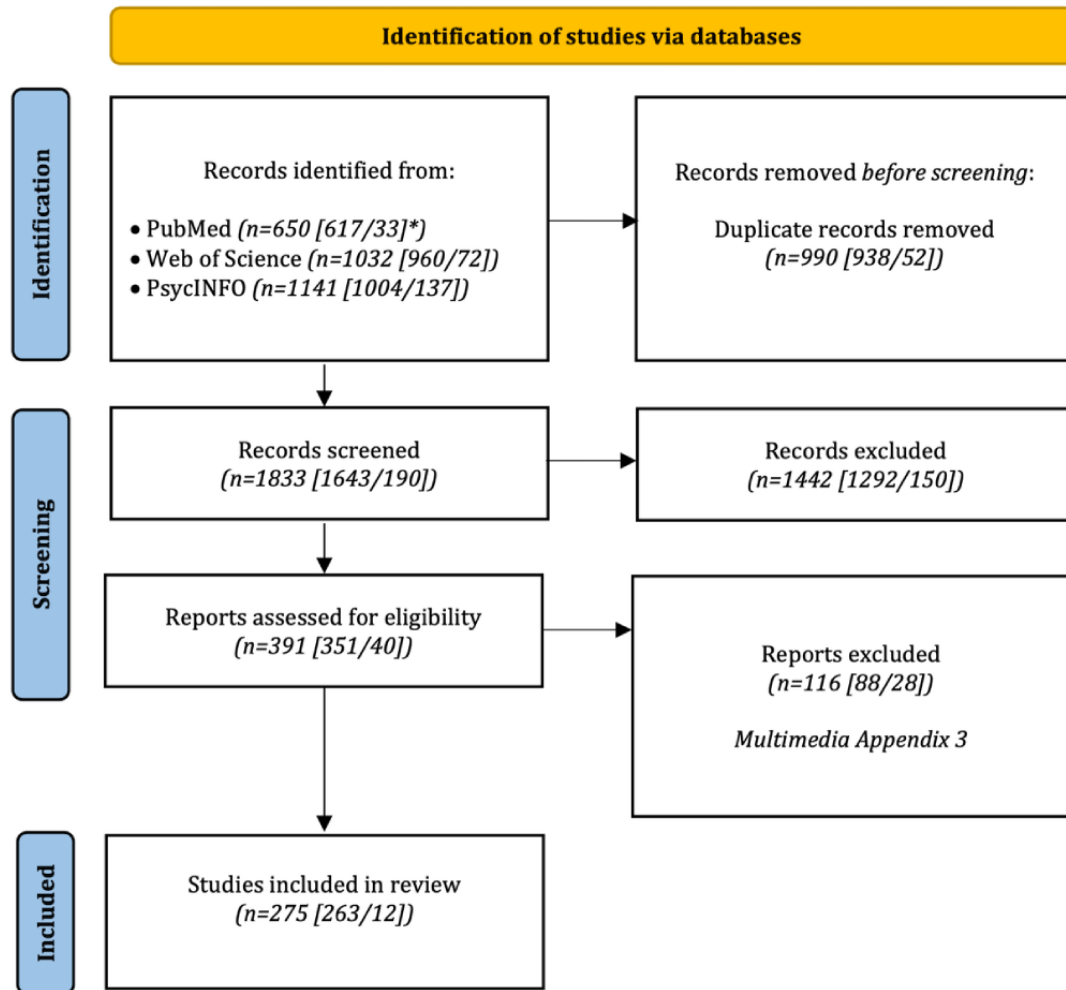 Identification of studies via databases
Identification
Records identified from:
• PubMed (n=650 [617/33]*)
• Web of Science (n=1032 [960/72])
• PsycINFO (n=1141 [1004/137])
Records removed before screening:
Duplicate records removed
(n=990 [938/52])
Screening
Records screened
(n=1833 [1643/190])
Records excluded
(n=1442 [1292/150])
Reports assessed for eligibility
(n=391 [351/40])
Reports excluded
(n=116 [88/28])
Multimedia Appendix 3
Included
Studies included in review
(n=275 [263/12])